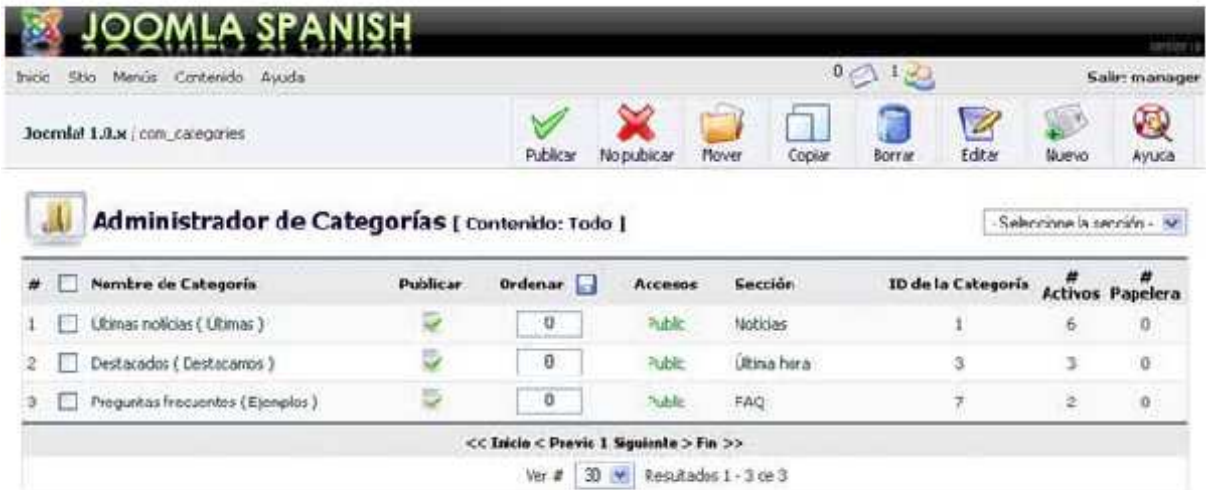 JOOMLA SPANISH
Inicio Sitio Menús Contenido Ayuda 0 1 Salir: manager
Joomla! 1.0.x / com_categories
Publicar No publicar Mover Copiar Borrar Editar Nuevo Ayuda
Administrador de Categorías [ Contenido: Todo ]
- Seleccione la sección -
# Nombre de Categoría Publicar Ordenar Accesos Sección ID de la Categoría # Activos # Papelera
1 Últimas noticias ( Últimas ) 0 Public Noticias 1 6 0
2 Destacados ( Destacamos ) 0 Public Última hora 3 3 0
3 Preguntas frecuentes ( Ejemplos ) 0 Public FAQ 7 2 0
<< Inicio < Previo 1 Siguiente > Fin >>
Ver # 30 Resultados 1 - 3 de 3